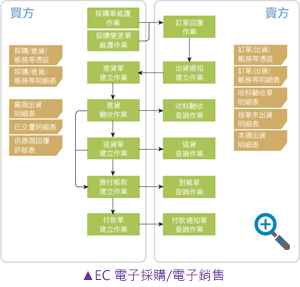 買方
賣方
採購單維護
作業
採購變更單
維護作業
訂單回覆
作業
採購/進貨/
帳務等憑証
訂單/出貨/
帳務等憑証
進貨單
建立作業
出貨通知
建立作業
採購/進貨/
帳務等明細表
訂單/出貨/
帳務等明細表
進貨
驗收作業
收料驗收
查詢作業
廠商出貨
明細表
收料驗收單
明細表
已交量明細表
接單未出貨
明細表
供應商回覆
評核表
退貨單
建立作業
退貨
查詢作業
本週出貨
明細表
應付帳款
建立作業
對帳單
查詢作業
付款單
建立作業
付款通知單
查詢作業
▲EC 電子採購/電子銷售